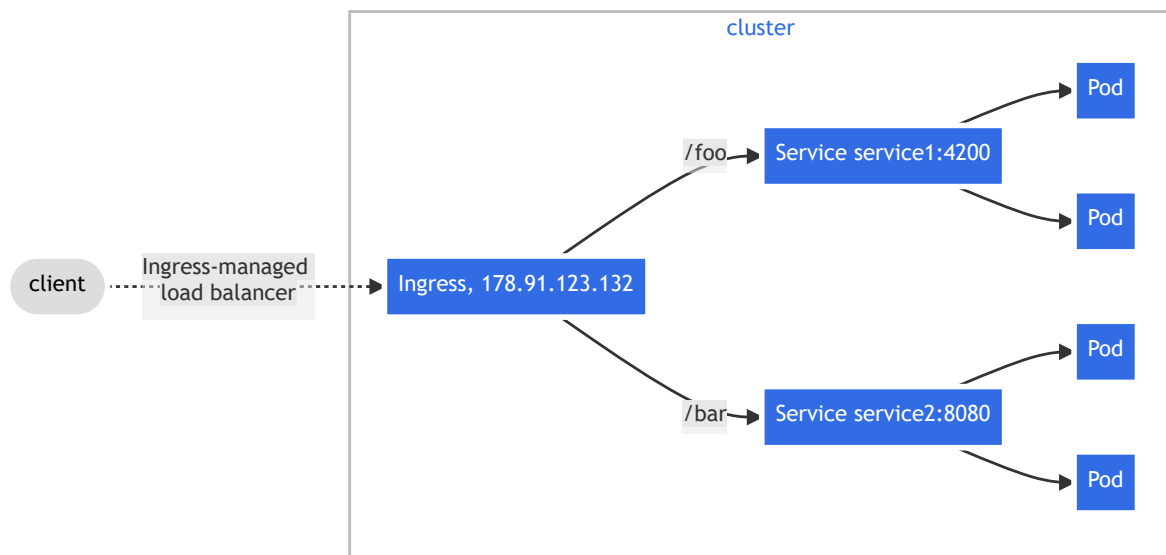 cluster
client
Ingress-managed
load balancer
Ingress, 178.91.123.132
/foo
Service service1:4200
Pod
Pod
/bar
Service service2:8080
Pod
Pod